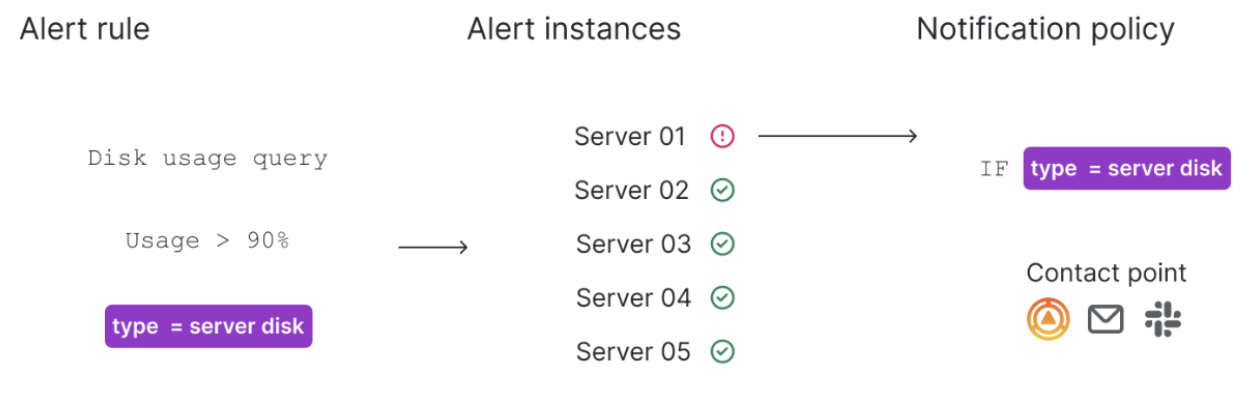 Alert rule
Alert instances
Notification policy
Disk usage query
Usage > 90%
type = server disk
Server 01
Server 02
Server 03
Server 04
Server 05
IF type = server disk
Contact point